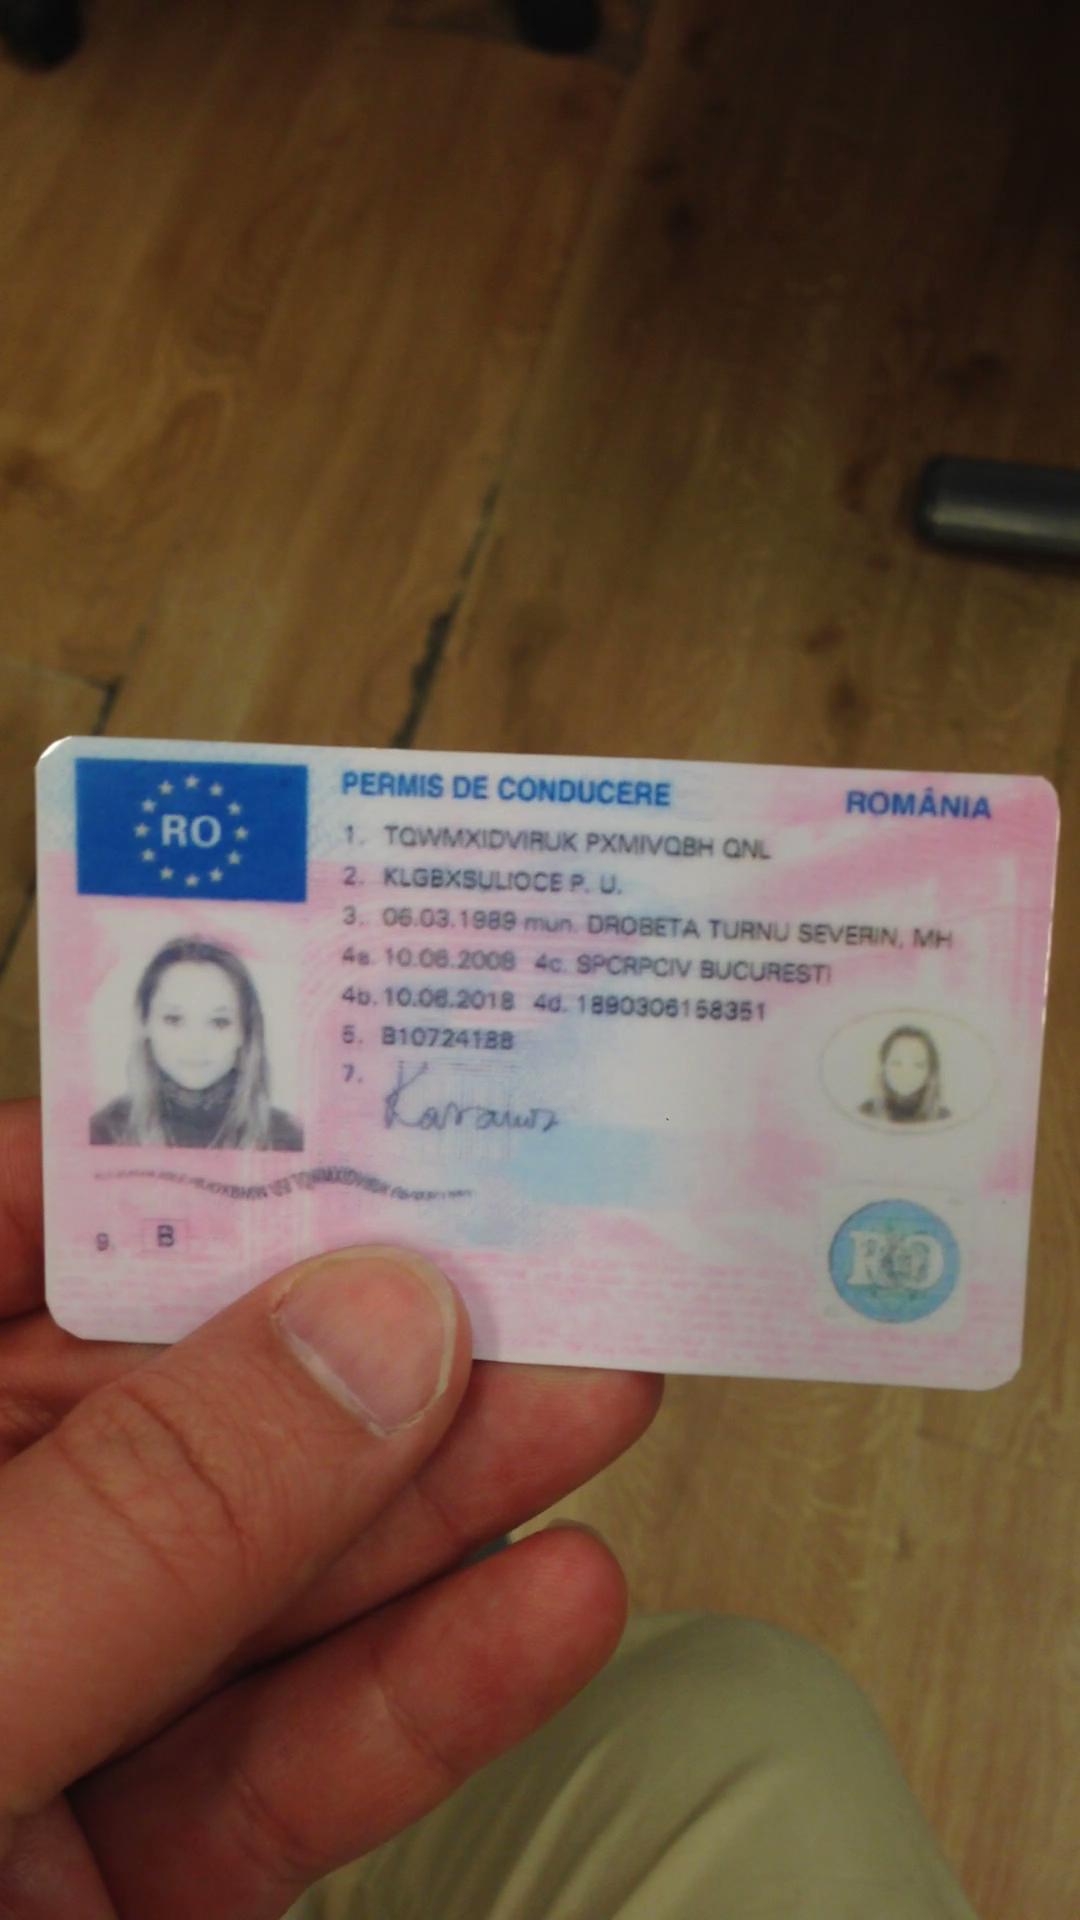 RO
PERMIS DE CONDUCERE
ROMÂNIA
1. TQWMXIDVIRUK PXMIVQBH QNL
2. KLGBXSULIOCE P. U.
3. 06.03.1989 mun. DROBETA TURNU SEVERIN, MH
4a. 10.06.2008 4c. SPCRPCIV BUCURESTI
4b. 10.06.2018 4d. 1890306158351
5. B10724188
7.
9. B
RO